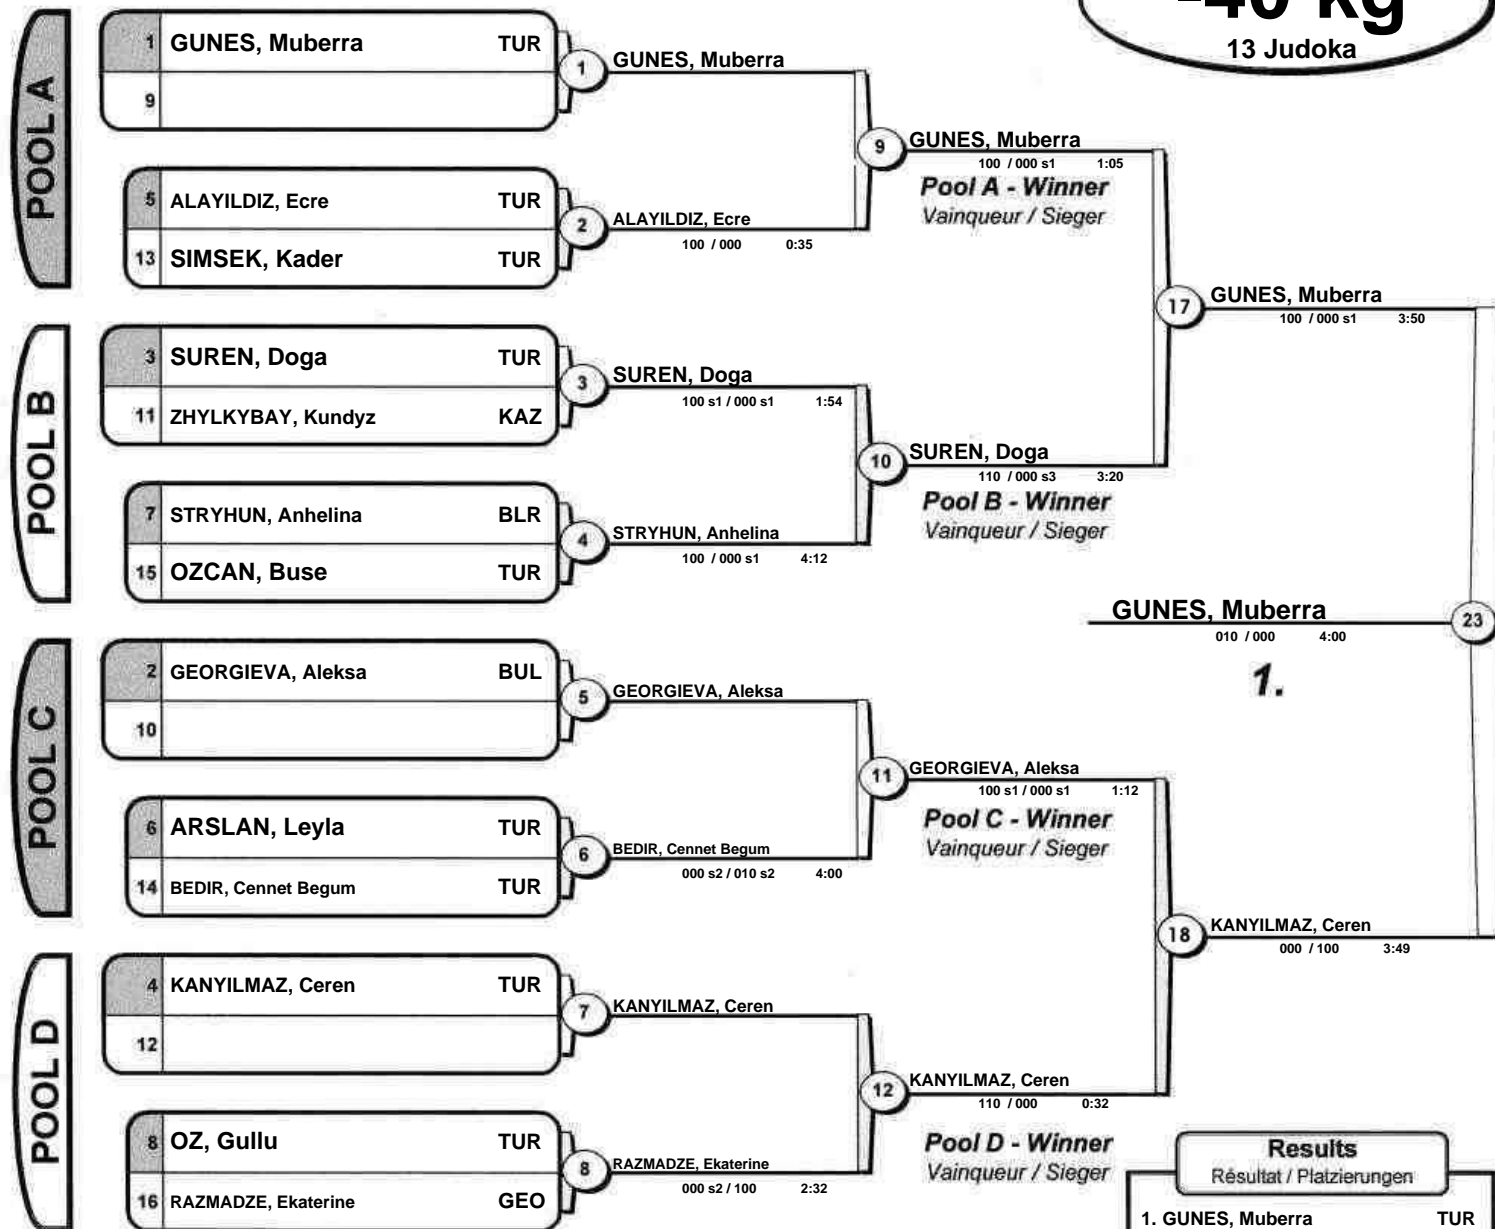 -40 kg
13 Judoka
POOL A
1 GUNES, Muberra TUR
9
5 ALAYILDIZ, Ecre TUR
13 SIMSEK, Kader TUR
1 GUNES, Muberra
2 ALAYILDIZ, Ecre
100 / 000 0:35
9 GUNES, Muberra
100 / 000 s1 1:05
Pool A - Winner
Vainqueur / Sieger
POOL B
3 SUREN, Doga TUR
11 ZHYLKYBAY, Kundyz KAZ
7 STRYHUN, Anhelina BLR
15 OZCAN, Buse TUR
3 SUREN, Doga
100 s1 / 000 s1 1:54
4 STRYHUN, Anhelina
100 / 000 s1 4:12
10 SUREN, Doga
110 / 000 s3 3:20
Pool B - Winner
Vainqueur / Sieger
17 GUNES, Muberra
100 / 000 s1 3:50
GUNES, Muberra 23
010 / 000 4:00
1.
POOL C
2 GEORGIEVA, Aleksa BUL
10
6 ARSLAN, Leyla TUR
14 BEDIR, Cennet Begum TUR
5 GEORGIEVA, Aleksa
6 BEDIR, Cennet Begum
000 s2 / 010 s2 4:00
11 GEORGIEVA, Aleksa
100 s1 / 000 s1 1:12
Pool C - Winner
Vainqueur / Sieger
POOL D
4 KANYILMAZ, Ceren TUR
12
8 OZ, Gullu TUR
16 RAZMADZE, Ekaterine GEO
7 KANYILMAZ, Ceren
8 RAZMADZE, Ekaterine
000 s2 / 100 2:32
12 KANYILMAZ, Ceren
110 / 000 0:32
Pool D - Winner
Vainqueur / Sieger
18 KANYILMAZ, Ceren
000 / 100 3:49
Results
Résultat / Platzierungen
1. GUNES, Muberra TUR